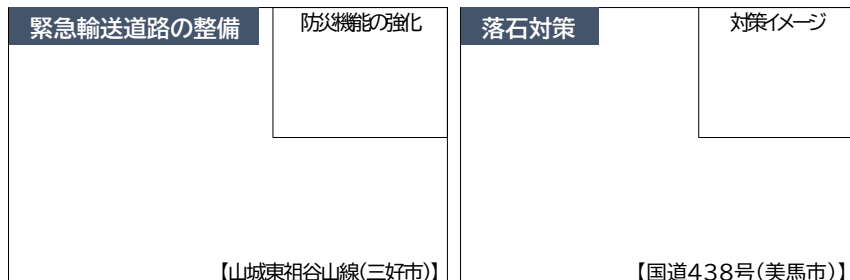 緊急輸送道路の整備
防災機能の強化
【山城東祖谷山線(三好市)】
落石対策
対策イメージ
【国道438号(美馬市)】